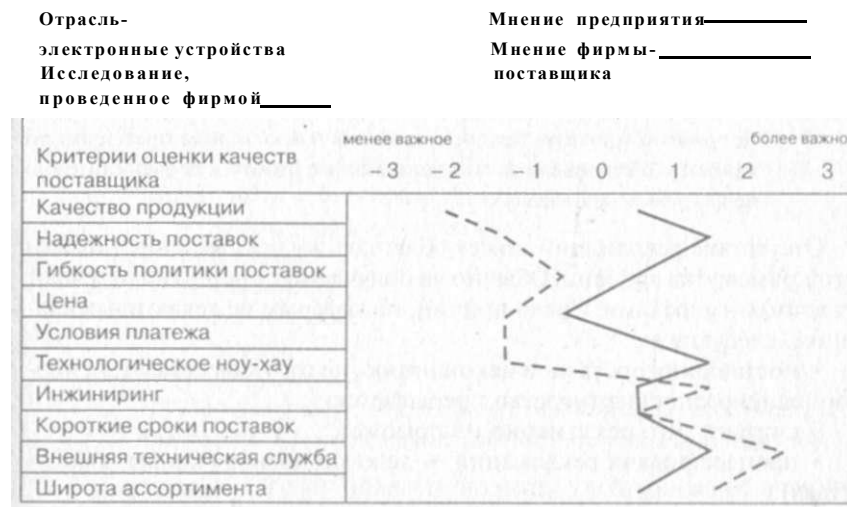 Отрасль-
электронные устройства
Исследование,
проведенное фирмой
Мнение предприятия
Мнение фирмы-
поставщика
менее важное более важно
Критерии оценки качеств
поставщика
–3 –2 0 1 2 3
Качество продукции
Надежность поставок
Гибкость политики поставок
Цена
Условия платежа
Технологическое ноу-хау
Инжиниринг
Короткие сроки поставок
Внешняя техническая служба
Широта ассортимента